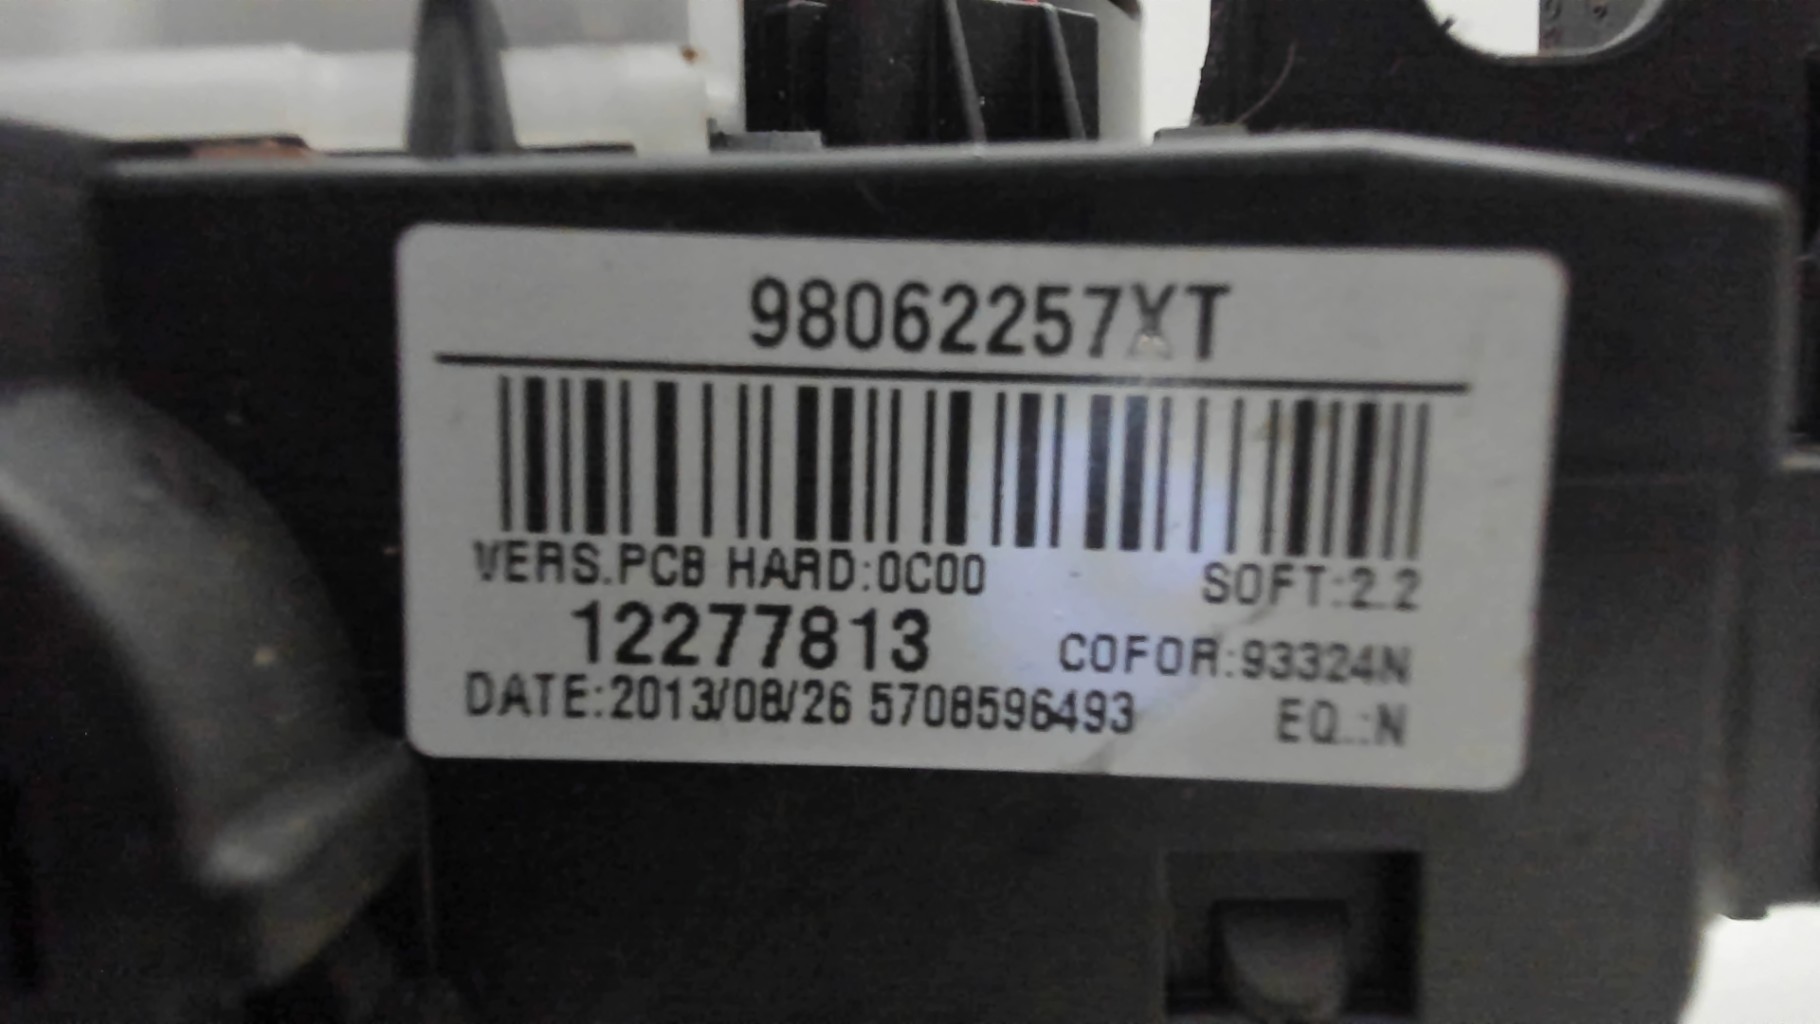 98062257XT
VERS.PCB HARD:0C00 SOFT:2.2
12277813 COFOR:93324N
DATE:2013/08/26 5708596493 EQ.:N